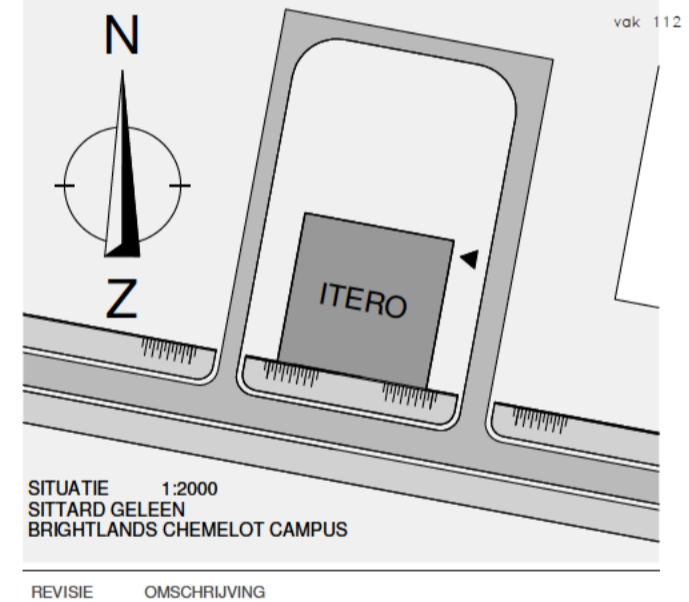 N
vak 112
ITERO
Z
SITUATIE 1:2000
SITTARD GELEEN
BRIGHTLANDS CHEMELOT CAMPUS
REVISIE OMSCHRIJVING